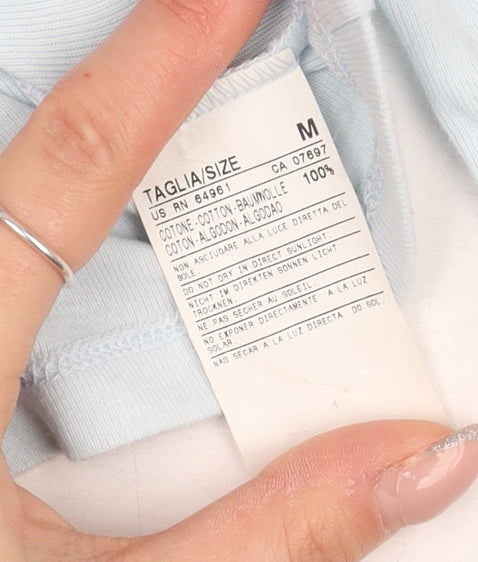 TAGLIA/SIZE M
US RN 64961 CA 07697
COTONE-COTTON-BAUMWOLLE 100%
COTON-ALGODON-ALGODAO
NON ASCIUGARE ALLA LUCE DIRETTA DEL
SOLE.
DO NOT DRY IN DIRECT SUNLIGHT.
NICHT IM DIREKTEN SONNEN LICHT
TROCKNEN.
NE PAS SECHER AU SOLEIL.
NO EXPONER DIRECTAMENTE A LA LUZ
SOLAR.
NAO SECAR A LA LUZ DIRECTA DO SOL.